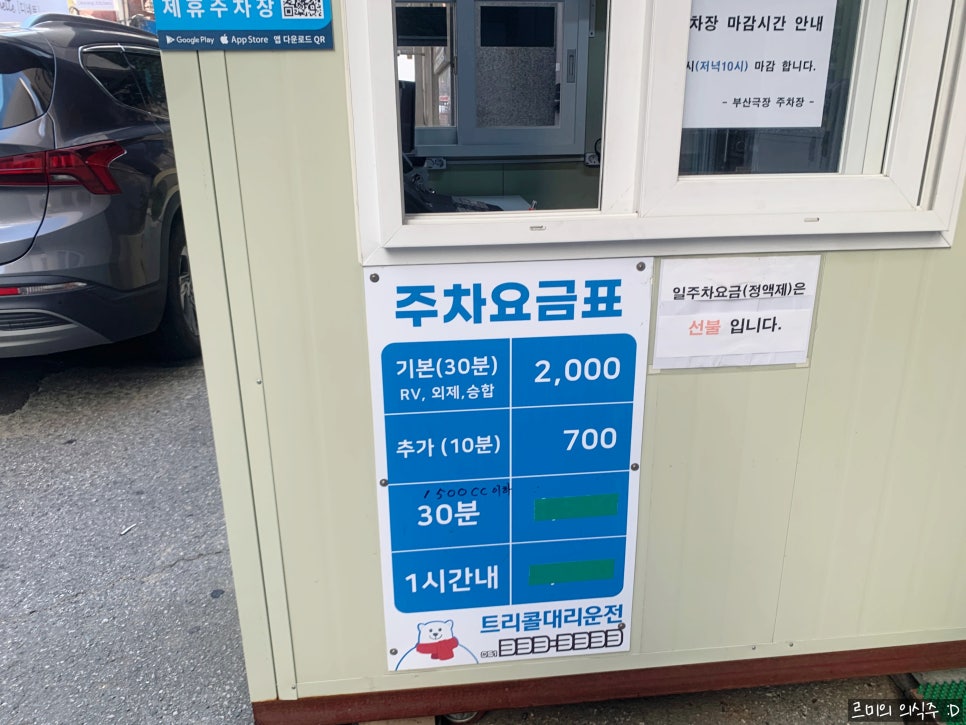 제휴주차장
Google Play App Store 앱 다운로드 QR
차장 마감시간 안내
시(저녁10시) 마감 합니다.
- 부산극장 주차장 -
주차요금표
기본(30분) 2,000
RV, 외제,승합
추가 (10분) 700
1500CC 이하
30분
1시간내
일주차요금(정액제)은
선불 입니다.
트리콜대리운전
051 333-3333
르미의 의식주 :D